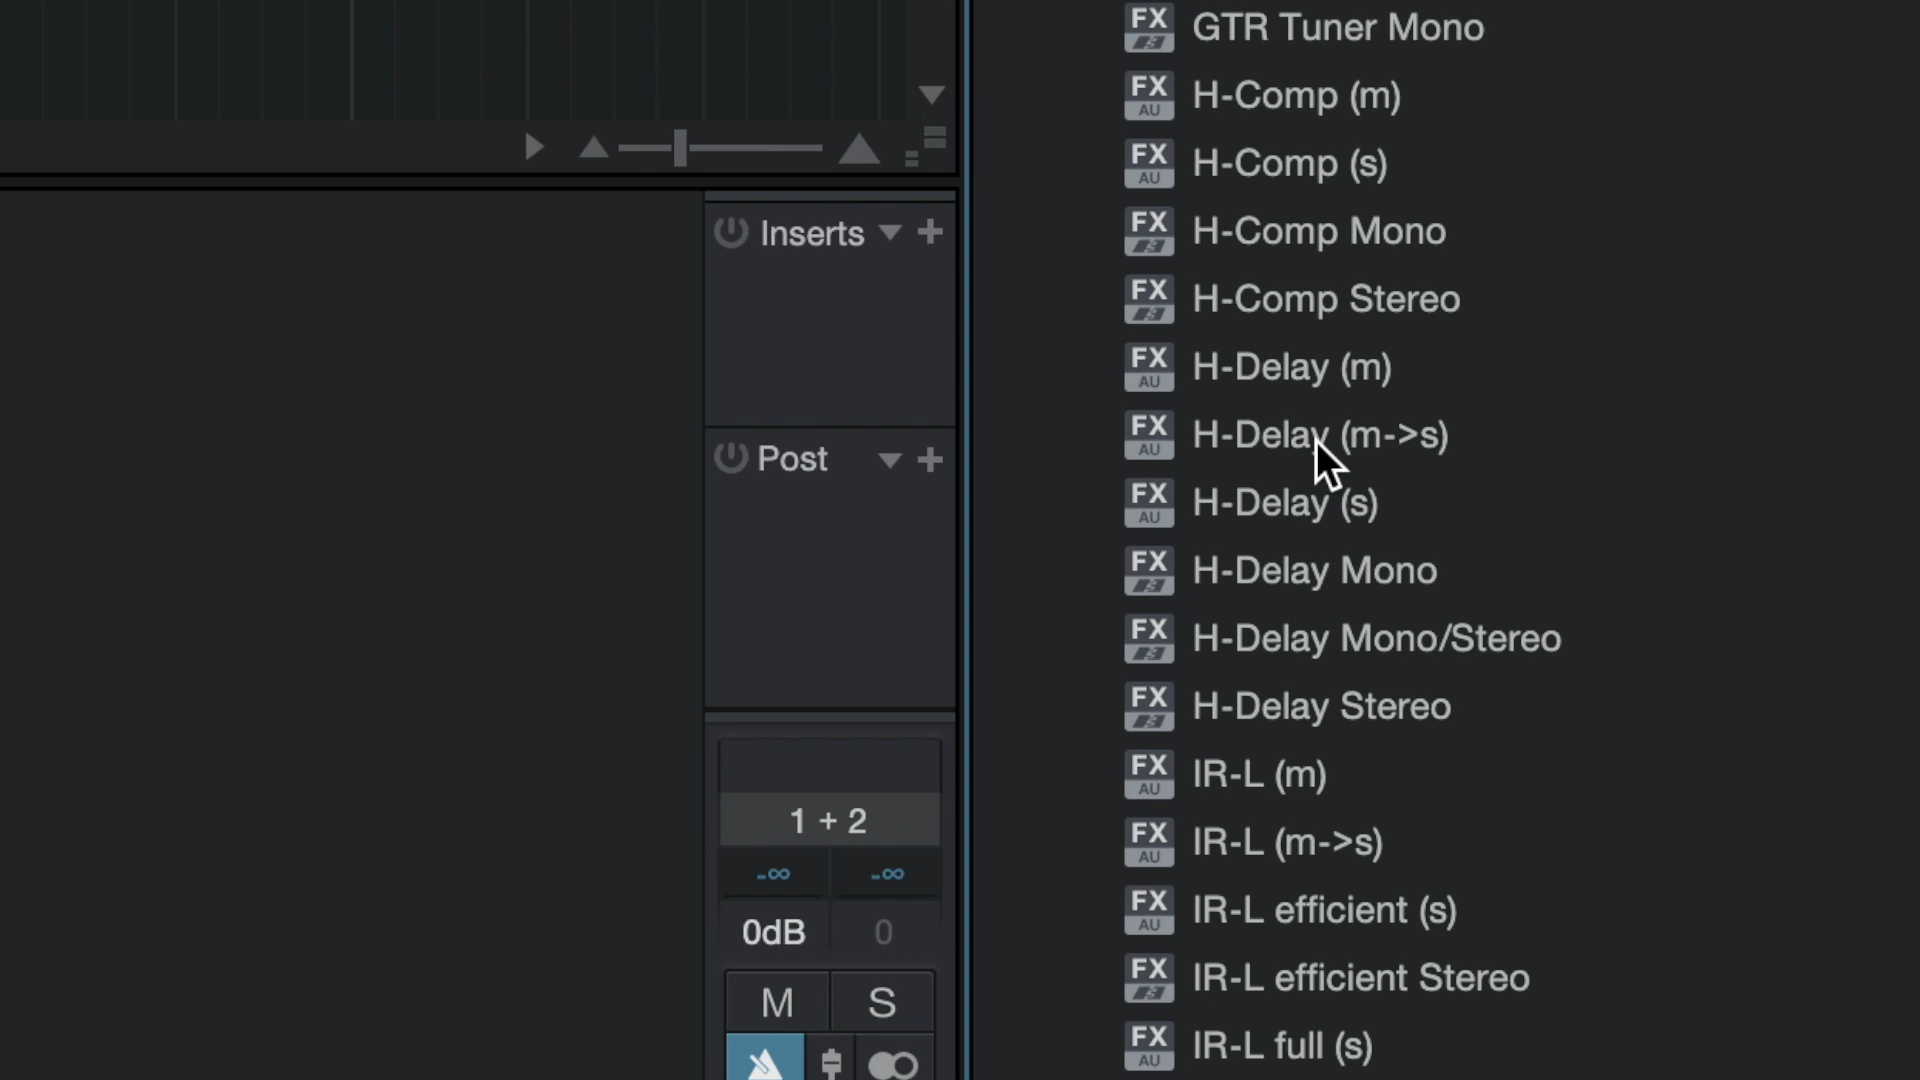 Inserts
Post
1 + 2
-∞ -∞
0dB 0
M S
FX GTR Tuner Mono
FX AU H-Comp (m)
FX AU H-Comp (s)
FX H-Comp Mono
FX H-Comp Stereo
FX AU H-Delay (m)
FX AU H-Delay (m->s)
FX AU H-Delay (s)
FX H-Delay Mono
FX H-Delay Mono/Stereo
FX H-Delay Stereo
FX AU IR-L (m)
FX AU IR-L (m->s)
FX AU IR-L efficient (s)
FX IR-L efficient Stereo
FX AU IR-L full (s)